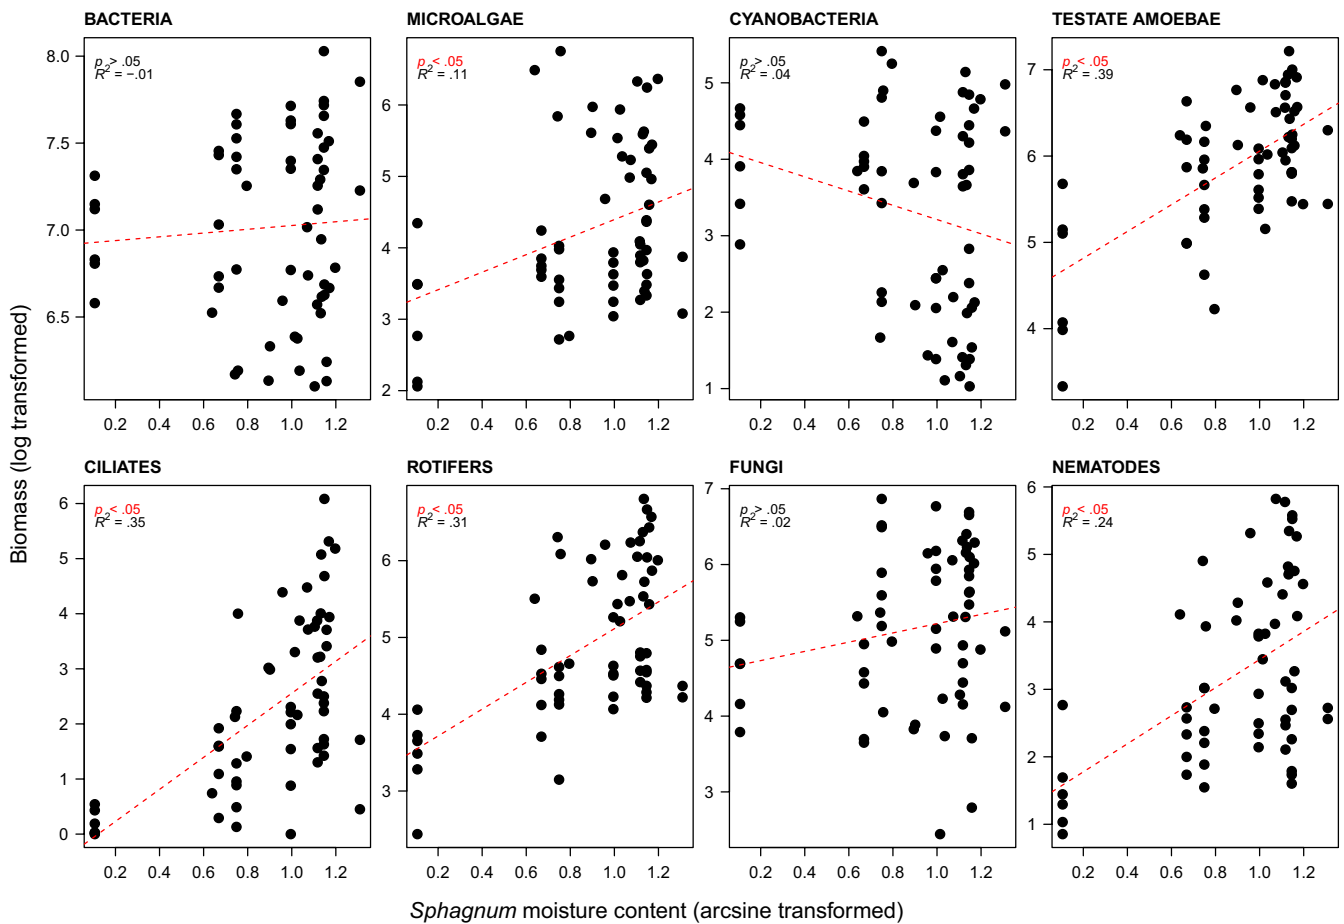 BACTERIA
p > .05
R² = −.01
8.0
7.5
7.0
6.5
0.2 0.4 0.6 0.8 1.0 1.2
MICROALGAE
p < .05
R² = .11
6
5
4
3
2
0.2 0.4 0.6 0.8 1.0 1.2
CYANOBACTERIA
p > .05
R² = .04
5
4
3
2
1
0.2 0.4 0.6 0.8 1.0 1.2
TESTATE AMOEBAE
p < .05
R² = .39
7
6
5
4
0.2 0.4 0.6 0.8 1.0 1.2
Biomass (log transformed)
CILIATES
p < .05
R² = .35
6
5
4
3
2
1
0
0.2 0.4 0.6 0.8 1.0 1.2
ROTIFERS
p < .05
R² = .31
6
5
4
3
0.2 0.4 0.6 0.8 1.0 1.2
FUNGI
p > .05
R² = .02
7
6
5
4
3
0.2 0.4 0.6 0.8 1.0 1.2
NEMATODES
p < .05
R² = .24
6
5
4
3
2
1
0.2 0.4 0.6 0.8 1.0 1.2
Sphagnum moisture content (arcsine transformed)